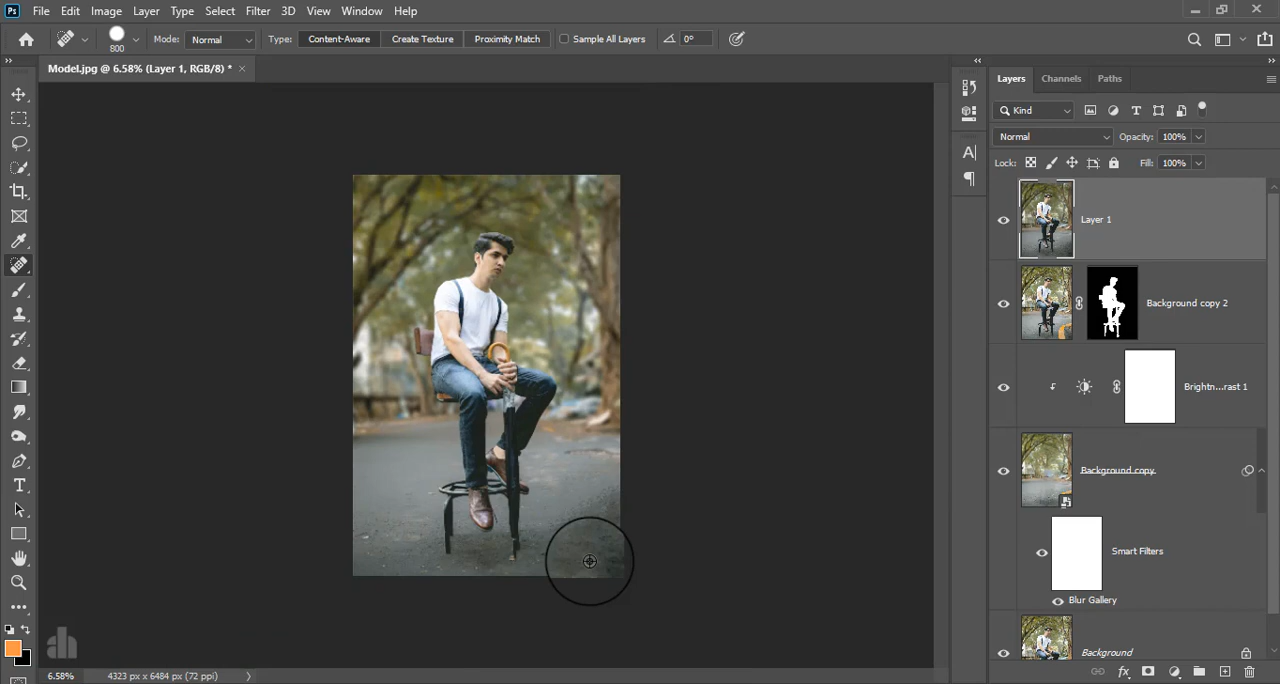 Ps File Edit Image Layer Type Select Filter 3D View Window Help
800 Mode: Normal Type: Content-Aware Create Texture Proximity Match Sample All Layers 0°
Model.jpg @ 6.58% (Layer 1, RGB/8) * ×
Layers Channels Paths
Kind
Normal Opacity: 100%
Lock: Fill: 100%
Layer 1
Background copy 2
Brightn...rast 1
Background copy
Smart Filters
Blur Gallery
Background
ah
6.58% 4323 px x 6484 px (72 ppi)